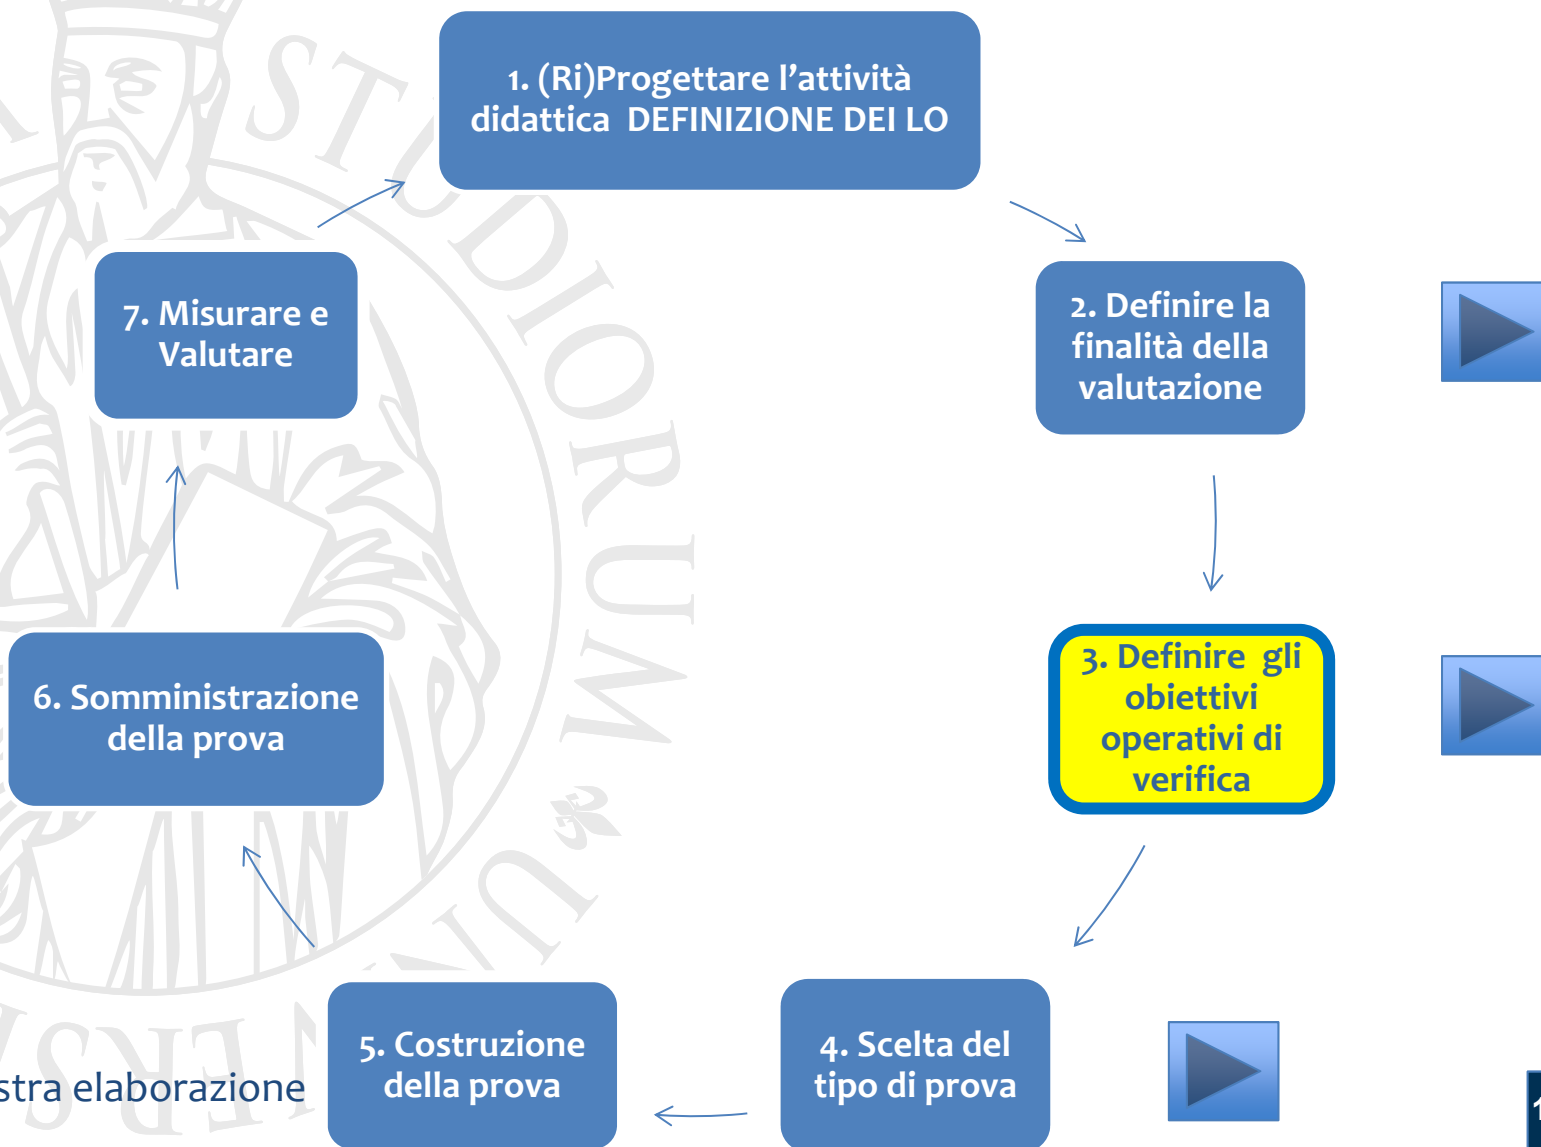 1. (Ri)Progettare l’attività
didattica  DEFINIZIONE DEI LO
2. Definire la
finalità della
valutazione
3. Definire  gli
obiettivi
operativi di
verifica
4. Scelta del
tipo di prova
5. Costruzione
della prova
6. Somministrazione
della prova
7. Misurare e
Valutare
elaborazione
STUDIORUM